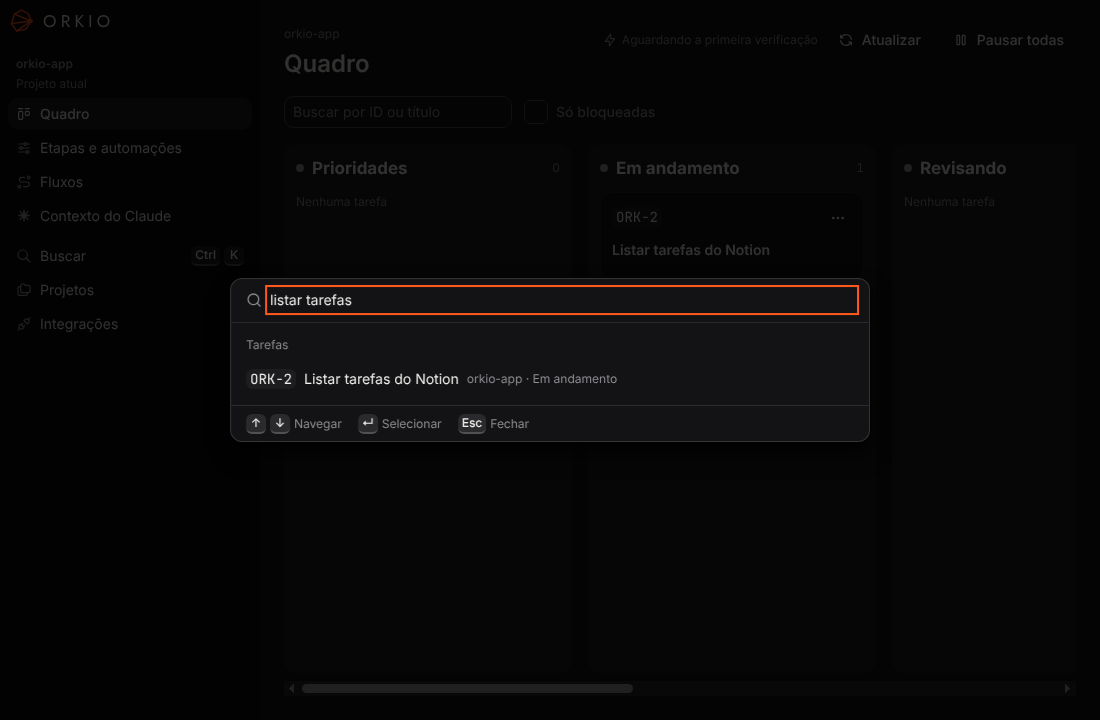 ORKIO
orkio-app
Projeto atual
Quadro
Etapas e automações
Fluxos
Contexto do Claude
Buscar Ctrl K
Projetos
Integrações
orkio-app
Quadro
Aguardando a primeira verificação
Atualizar
Pausar todas
Buscar por ID ou título
Só bloqueadas
Prioridades 0
Nenhuma tarefa
Em andamento 1
ORK-2
Listar tarefas do Notion
Revisando
Nenhuma tarefa
listar tarefas
Tarefas
ORK-2 Listar tarefas do Notion orkio-app · Em andamento
↑ ↓ Navegar ↵ Selecionar Esc Fechar